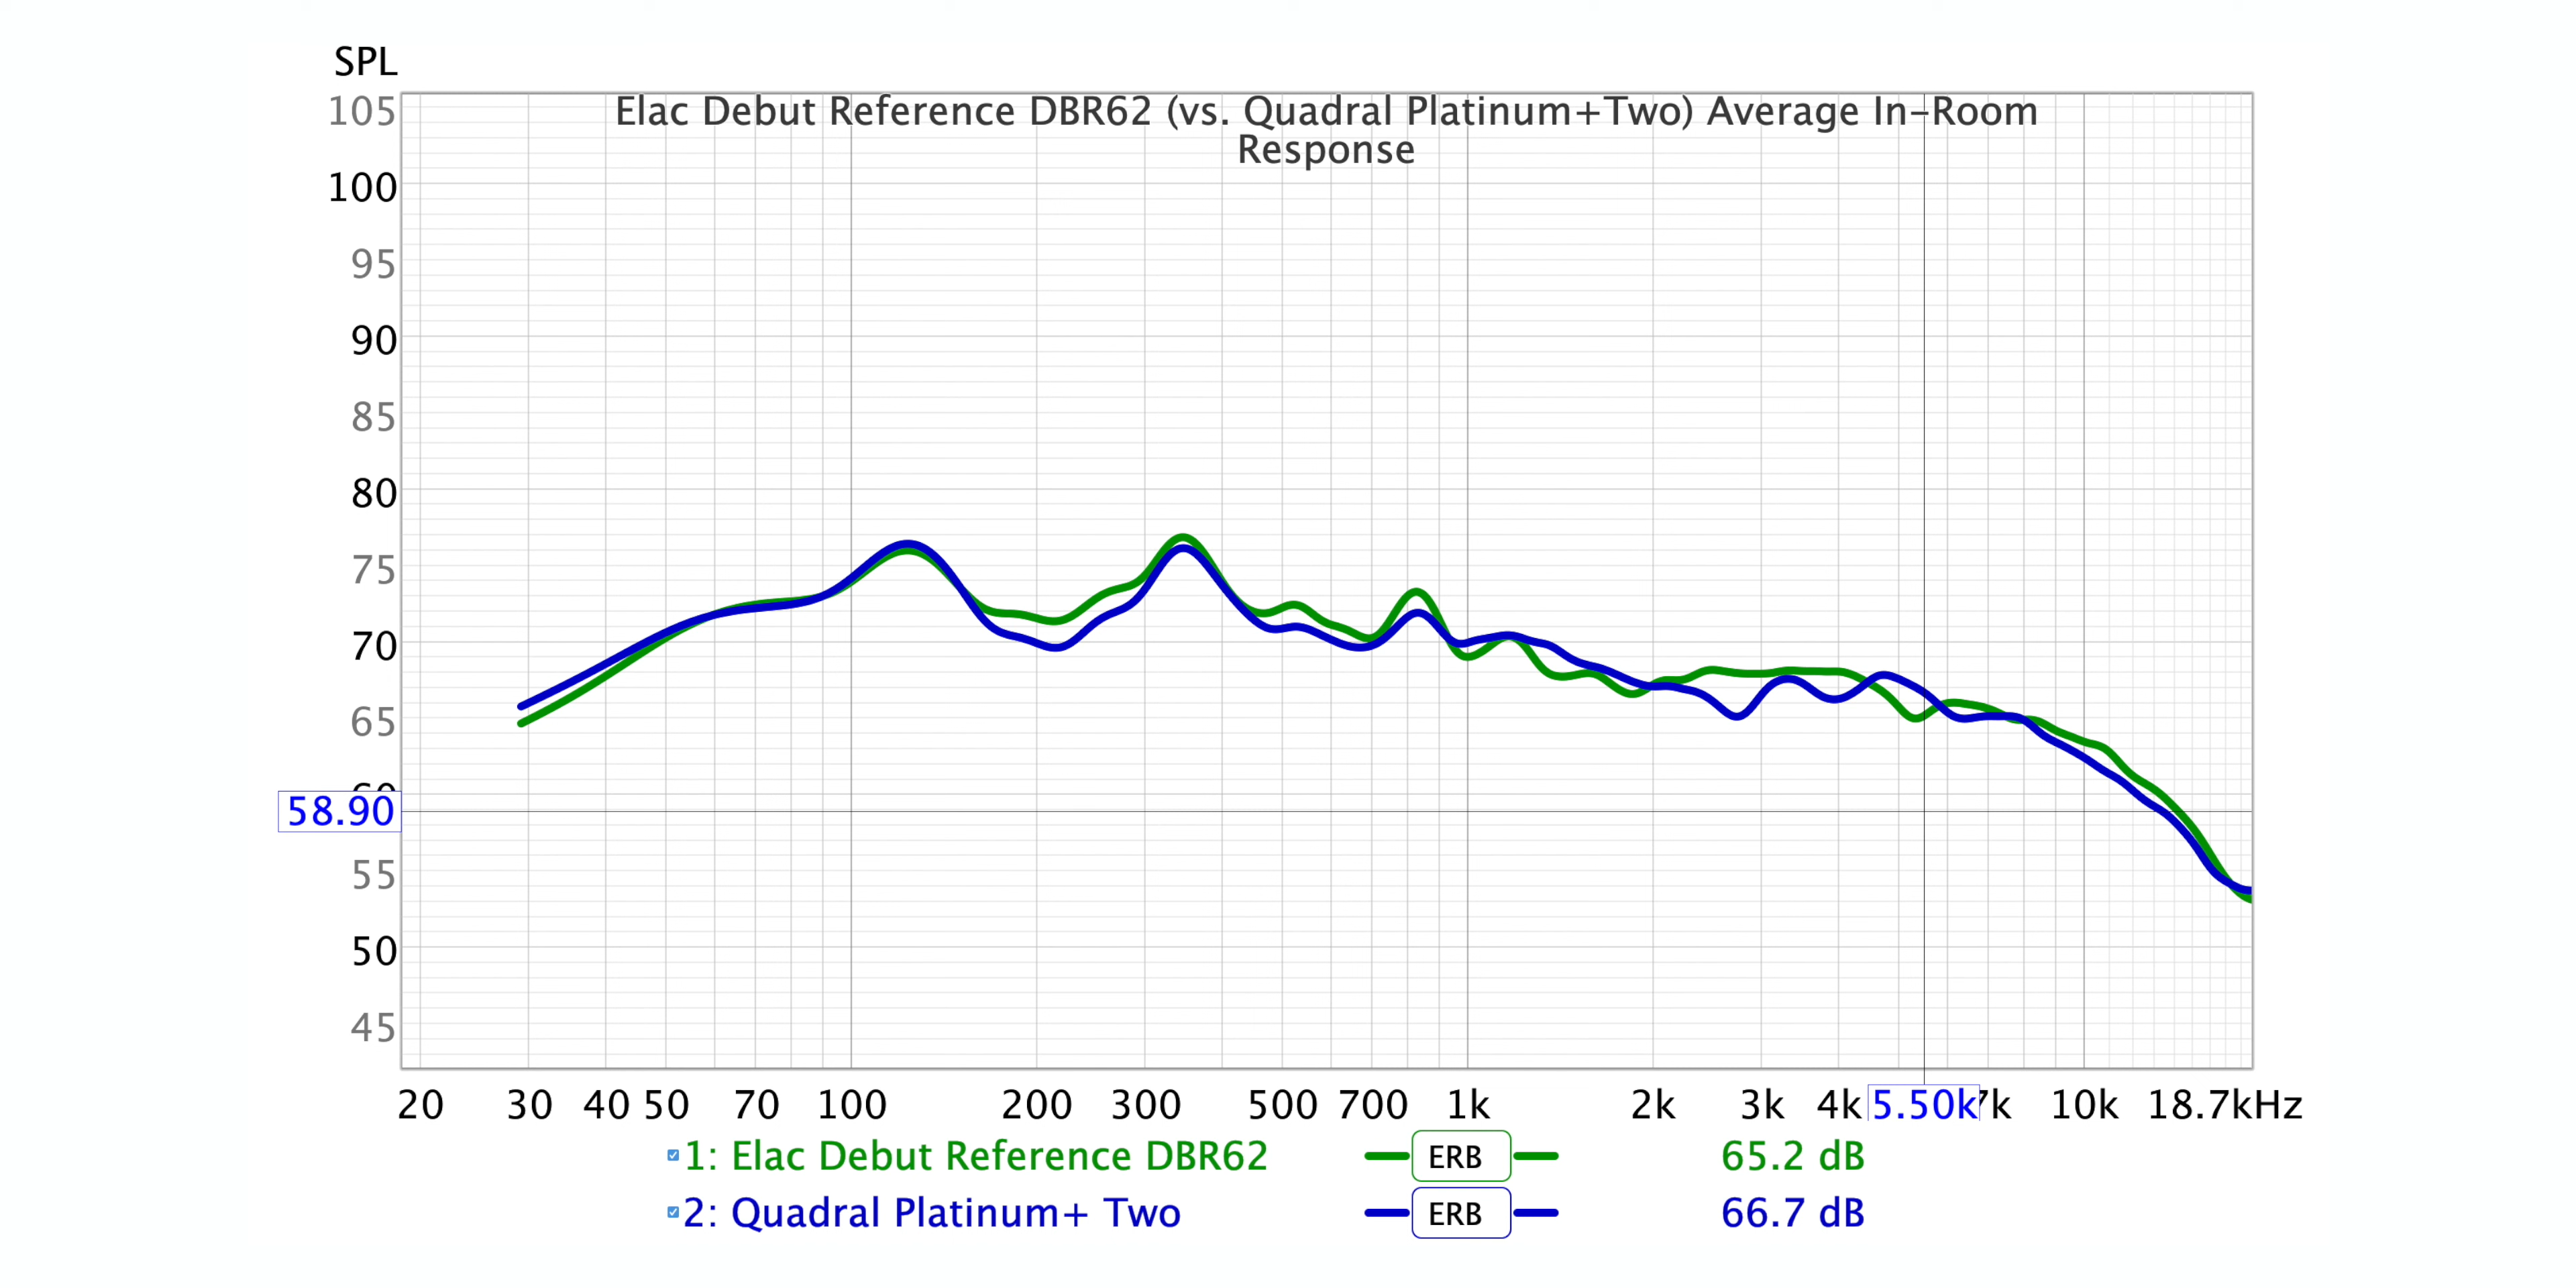 SPL
Elac Debut Reference DBR62 (vs. Quadral Platinum+Two) Average In-Room
Response
105
100
95
90
85
80
75
70
65
58.90
55
50
45
20 30 40 50 70 100 200 300 500 700 1k 2k 3k 4k 5.50k 7k 10k 18.7kHz
1: Elac Debut Reference DBR62 ERB 65.2 dB
2: Quadral Platinum+ Two ERB 66.7 dB